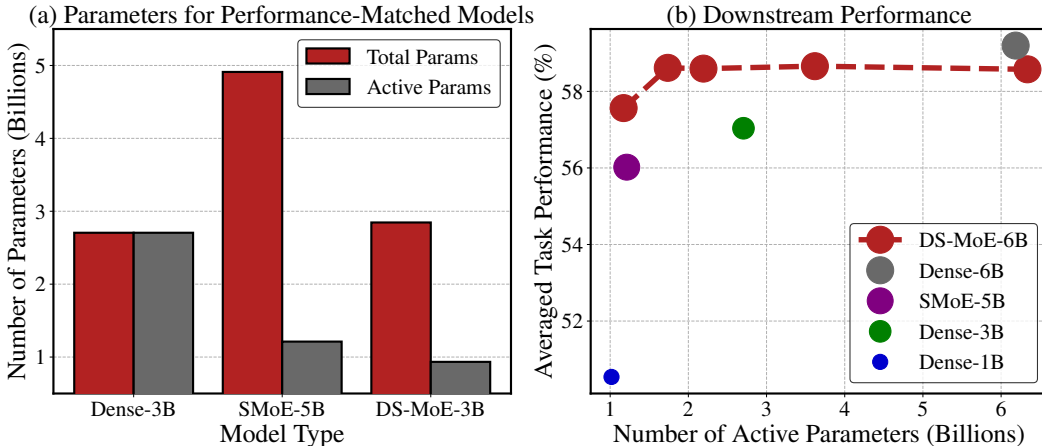 (a) Parameters for Performance-Matched Models
Number of Parameters (Billions)
5
4
3
2
1
Total Params
Active Params
Dense-3B
SMoE-5B
DS-MoE-3B
Model Type
(b) Downstream Performance
Averaged Task Performance (%)
58
56
54
52
DS-MoE-6B
Dense-6B
SMoE-5B
Dense-3B
Dense-1B
1 2 3 4 5 6
Number of Active Parameters (Billions)